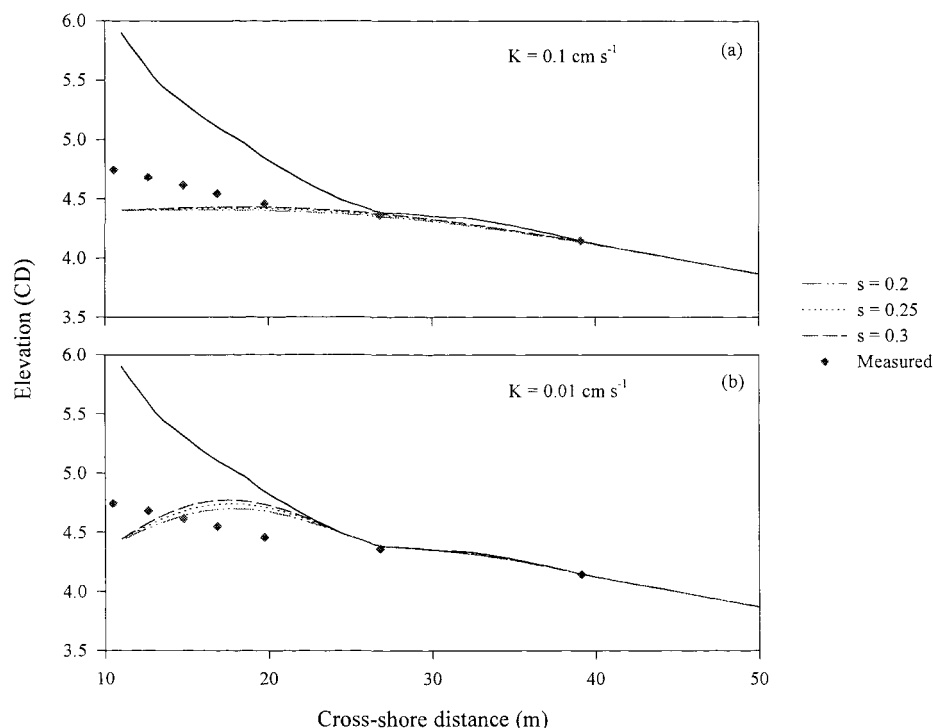 6.0
(a)
K = 0.1 cm s⁻¹
5.5
5.0
4.5
4.0
3.5
6.0
(b)
K = 0.01 cm s⁻¹
5.5
5.0
4.5
4.0
3.5
10 20 30 40 50
Elevation (CD)
Cross-shore distance (m)
s = 0.2
s = 0.25
s = 0.3
Measured